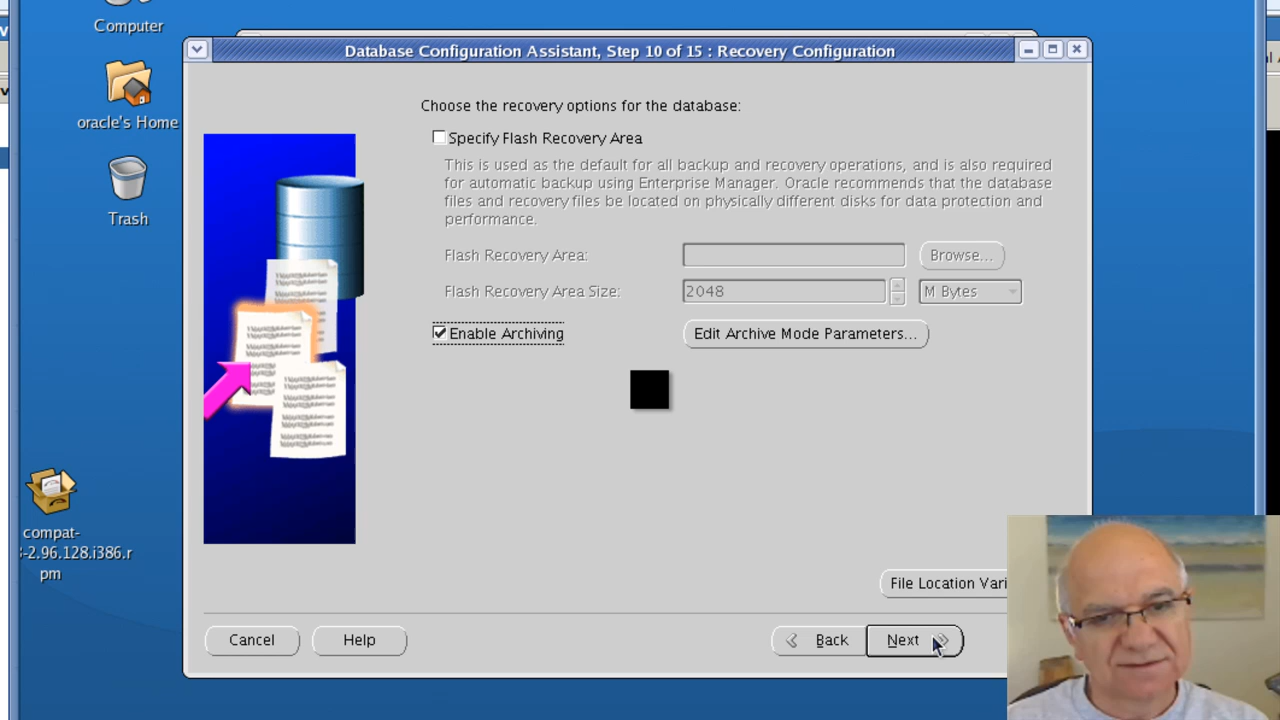 Computer
oracle's Home
Trash
compat-
-2.96.128.i386.r
pm
Database Configuration Assistant, Step 10 of 15 : Recovery Configuration
Choose the recovery options for the database:
Specify Flash Recovery Area
This is used as the default for all backup and recovery operations, and is also required
for automatic backup using Enterprise Manager. Oracle recommends that the database
files and recovery files be located on physically different disks for data protection and
performance.
Flash Recovery Area:
Browse...
Flash Recovery Area Size:
2048
M Bytes
Enable Archiving
Edit Archive Mode Parameters...
File Location Vari
Cancel
Help
Back
Next